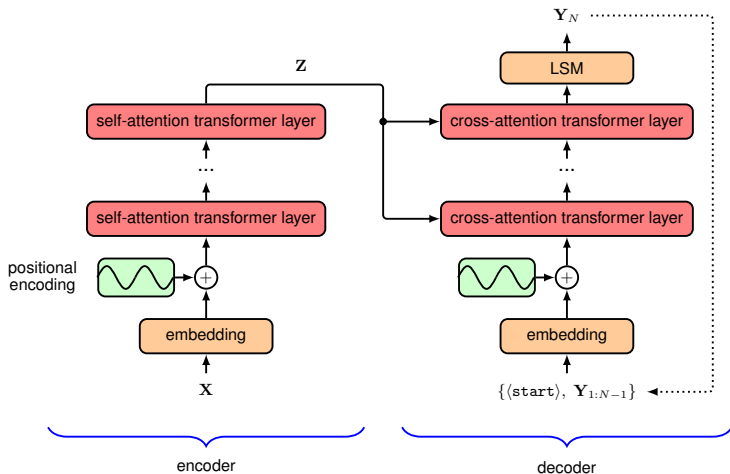 Y_N
LSM
Z
self-attention transformer layer
cross-attention transformer layer
...
...
self-attention transformer layer
cross-attention transformer layer
positional
encoding
+
+
embedding
embedding
X
{⟨start⟩, Y_{1:N−1}}
encoder
decoder